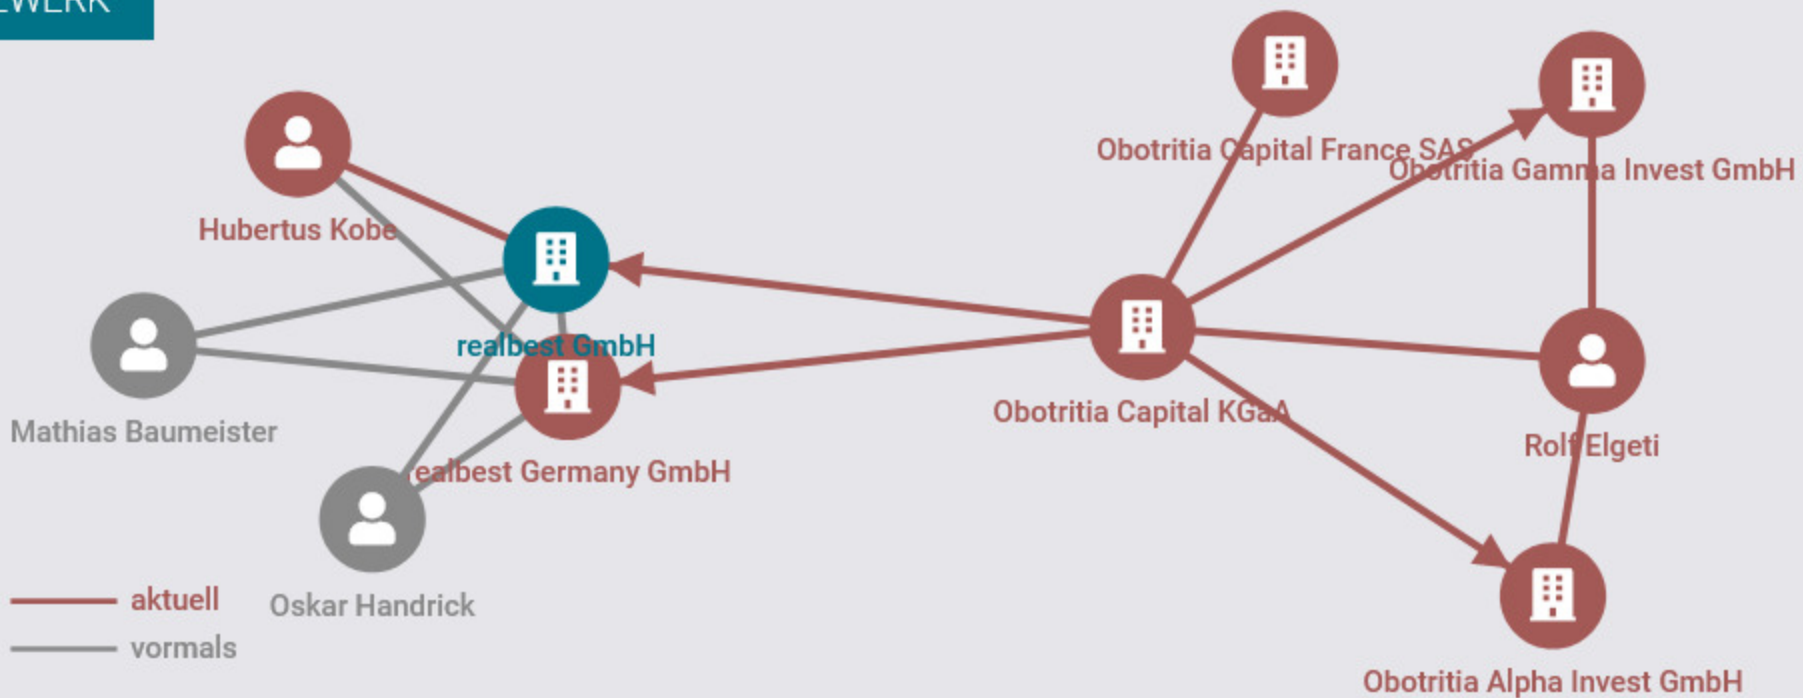 Obotritia Capital France SAS
Obotritia Gamma Invest GmbH
Hubertus Kobe
realbest GmbH
Obotritia Capital KGaA
Mathias Baumeister
Rolf Elgeti
realbest Germany GmbH
aktuell
Oskar Handrick
vormals
Obotritia Alpha Invest GmbH